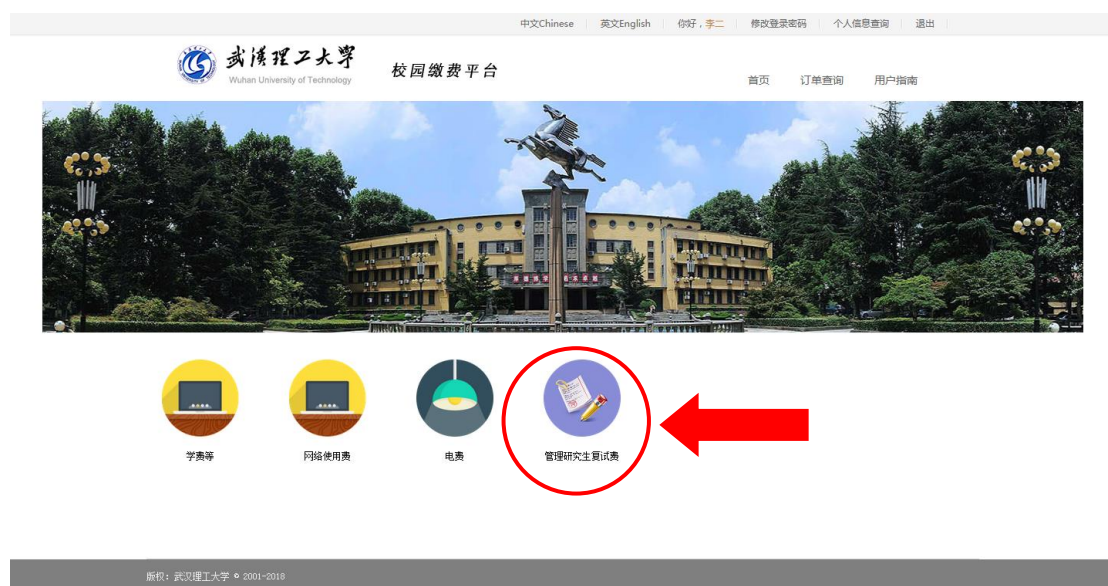 中文Chinese 英文English 你好，李二 修改登录密码 个人信息查询 退出
武汉理工大学
Wuhan University of Technology
校园缴费平台
首页 订单查询 用户指南
学费等 网络使用费 电费 管理研究生复试费
版权：武汉理工大学 © 2001-2018